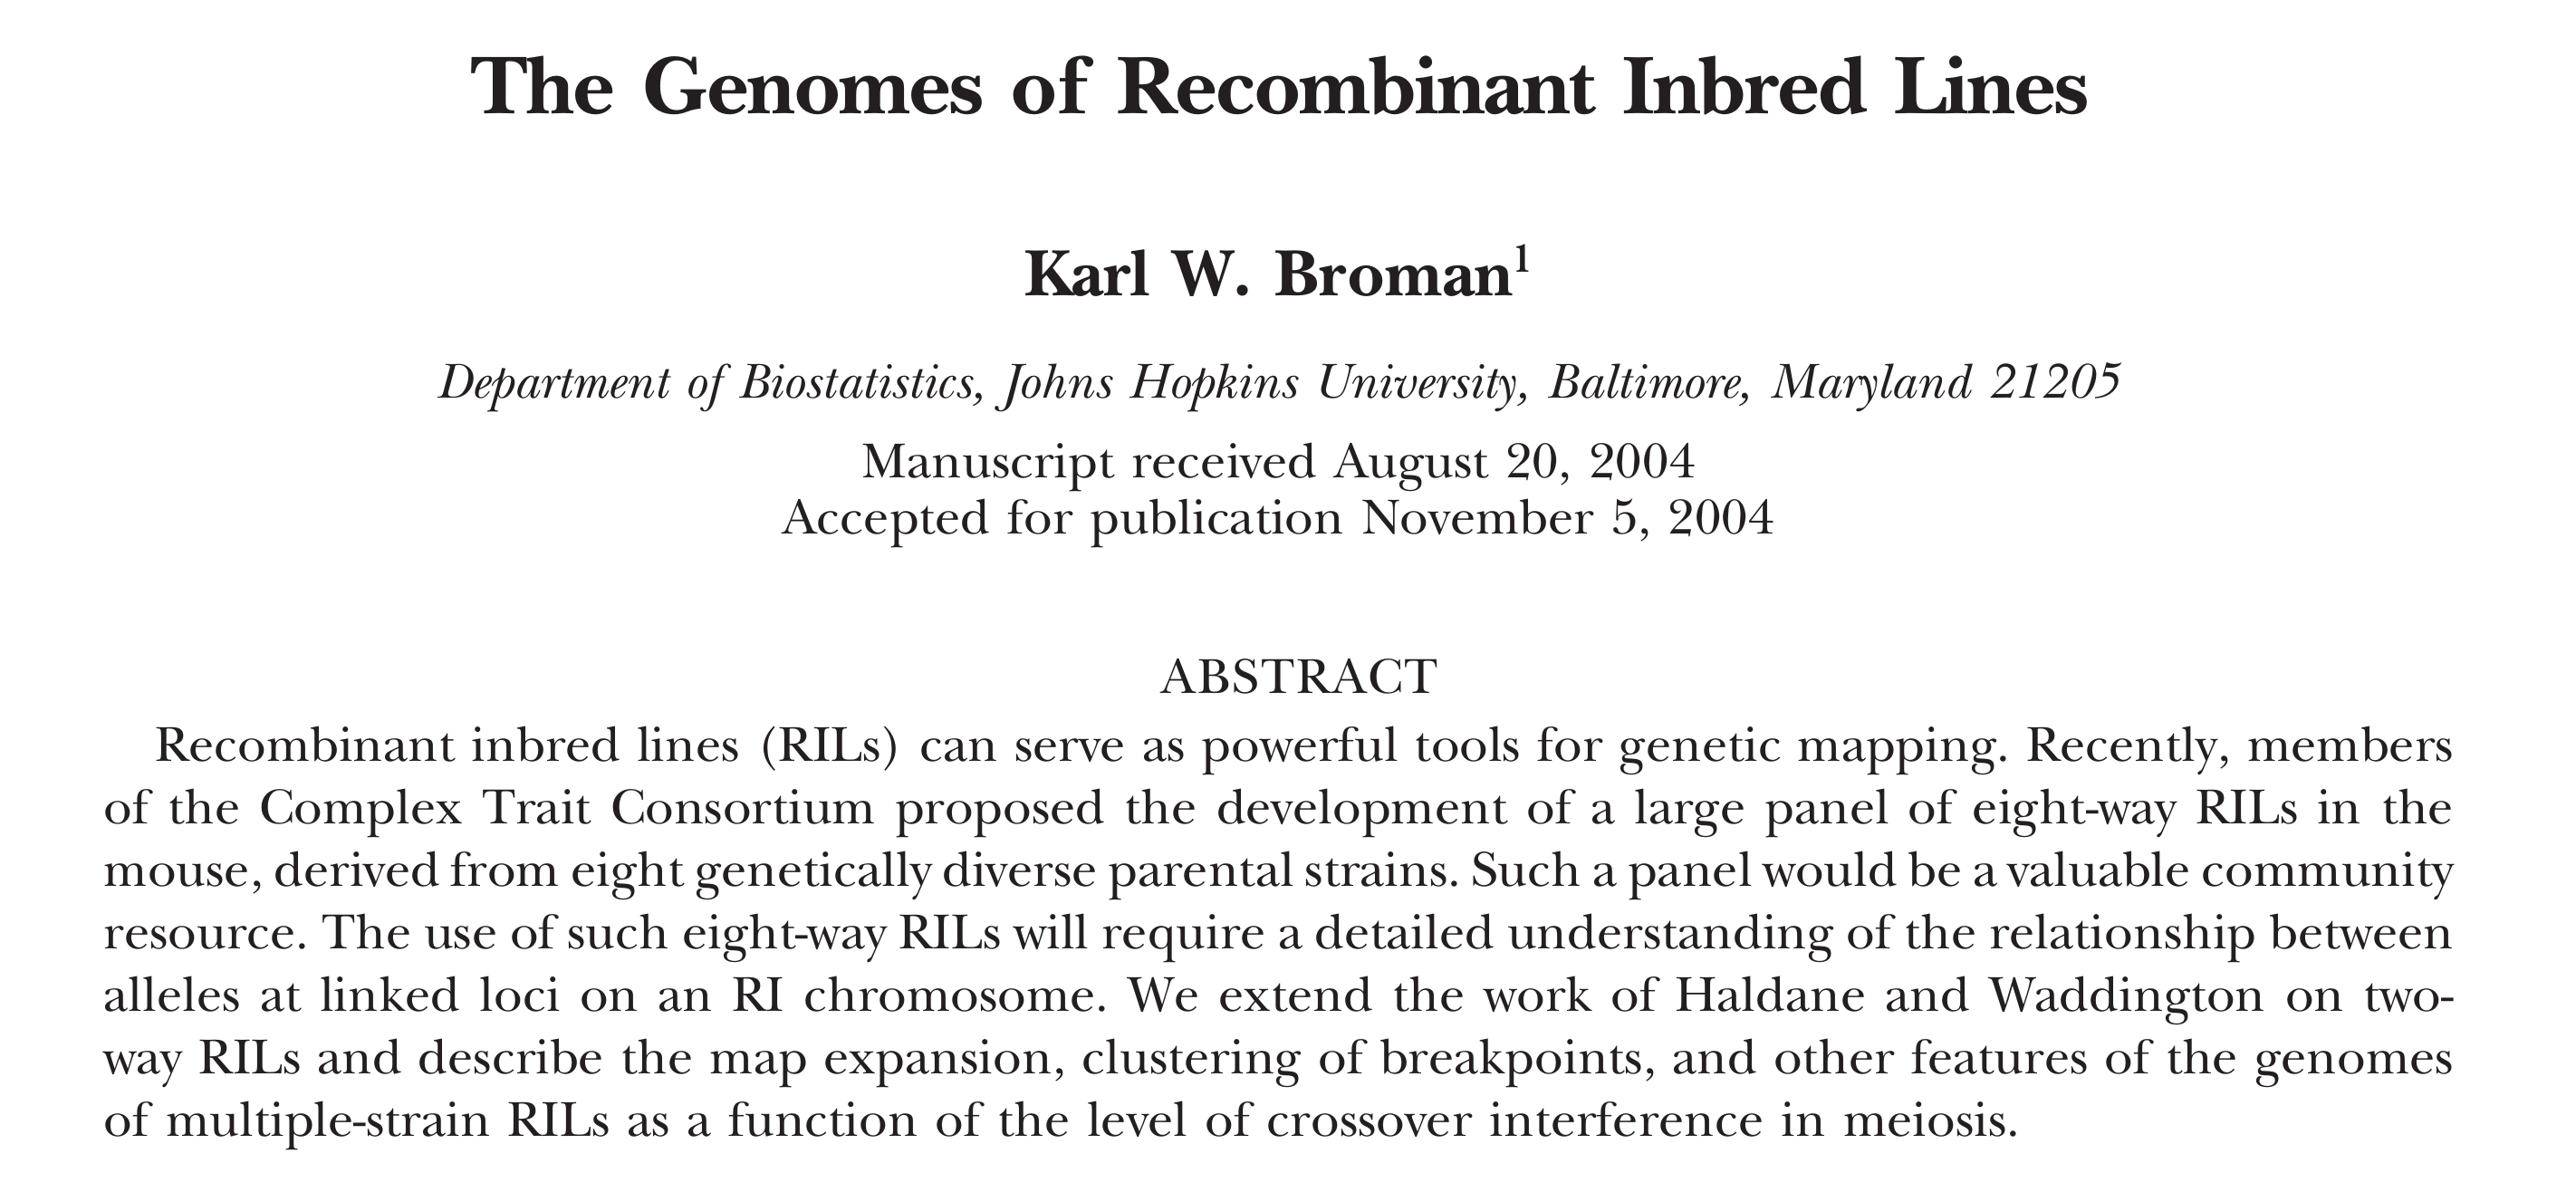 The Genomes of Recombinant Inbred Lines
Karl W. Broman¹
Department of Biostatistics, Johns Hopkins University, Baltimore, Maryland 21205
Manuscript received August 20, 2004
Accepted for publication November 5, 2004
ABSTRACT
Recombinant inbred lines (RILs) can serve as powerful tools for genetic mapping. Recently, members
of the Complex Trait Consortium proposed the development of a large panel of eight-way RILs in the
mouse, derived from eight genetically diverse parental strains. Such a panel would be a valuable community
resource. The use of such eight-way RILs will require a detailed understanding of the relationship between
alleles at linked loci on an RI chromosome. We extend the work of Haldane and Waddington on two-
way RILs and describe the map expansion, clustering of breakpoints, and other features of the genomes
of multiple-strain RILs as a function of the level of crossover interference in meiosis.